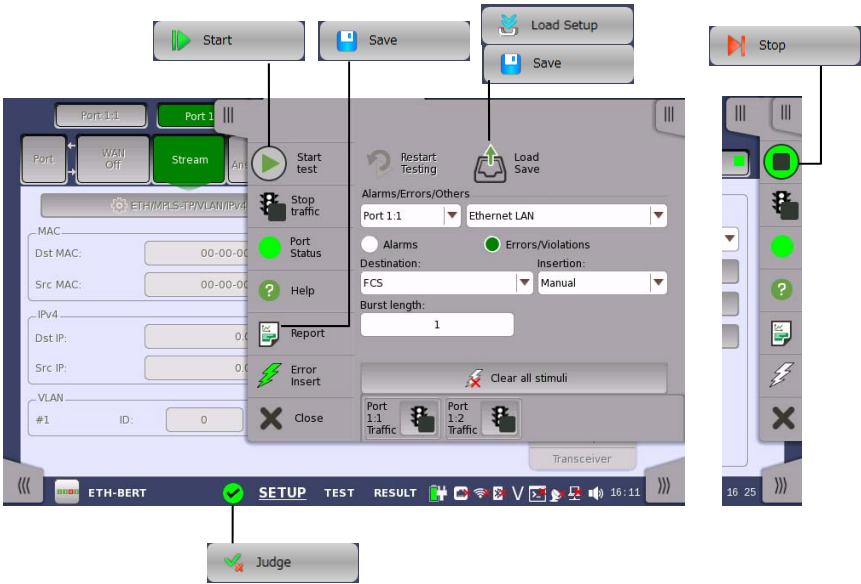 Start
Save
Load Setup
Save
Stop
Port 1:1
Port 1
Port
WAN
Off
Stream
Start
test
Restart
Testing
Load
Save
Alarms/Errors/Others
Port 1:1
Ethernet LAN
Stop
traffic
ETH/MPLS-TP/VLAN/IPv4
MAC
Dst MAC:
00-00-00
Src MAC:
00-00-00
Port
Status
Alarms
Errors/Violations
Destination:
Insertion:
FCS
Manual
Help
Burst length:
1
IPv4
Dst IP:
0.0
Src IP:
0.0
Report
Error
Insert
Clear all stimuli
VLAN
#1
ID:
0
Close
Port
1:1
Traffic
Port
1:2
Traffic
Transceiver
ETH-BERT
SETUP
TEST
RESULT
16:11
16 25
Judge